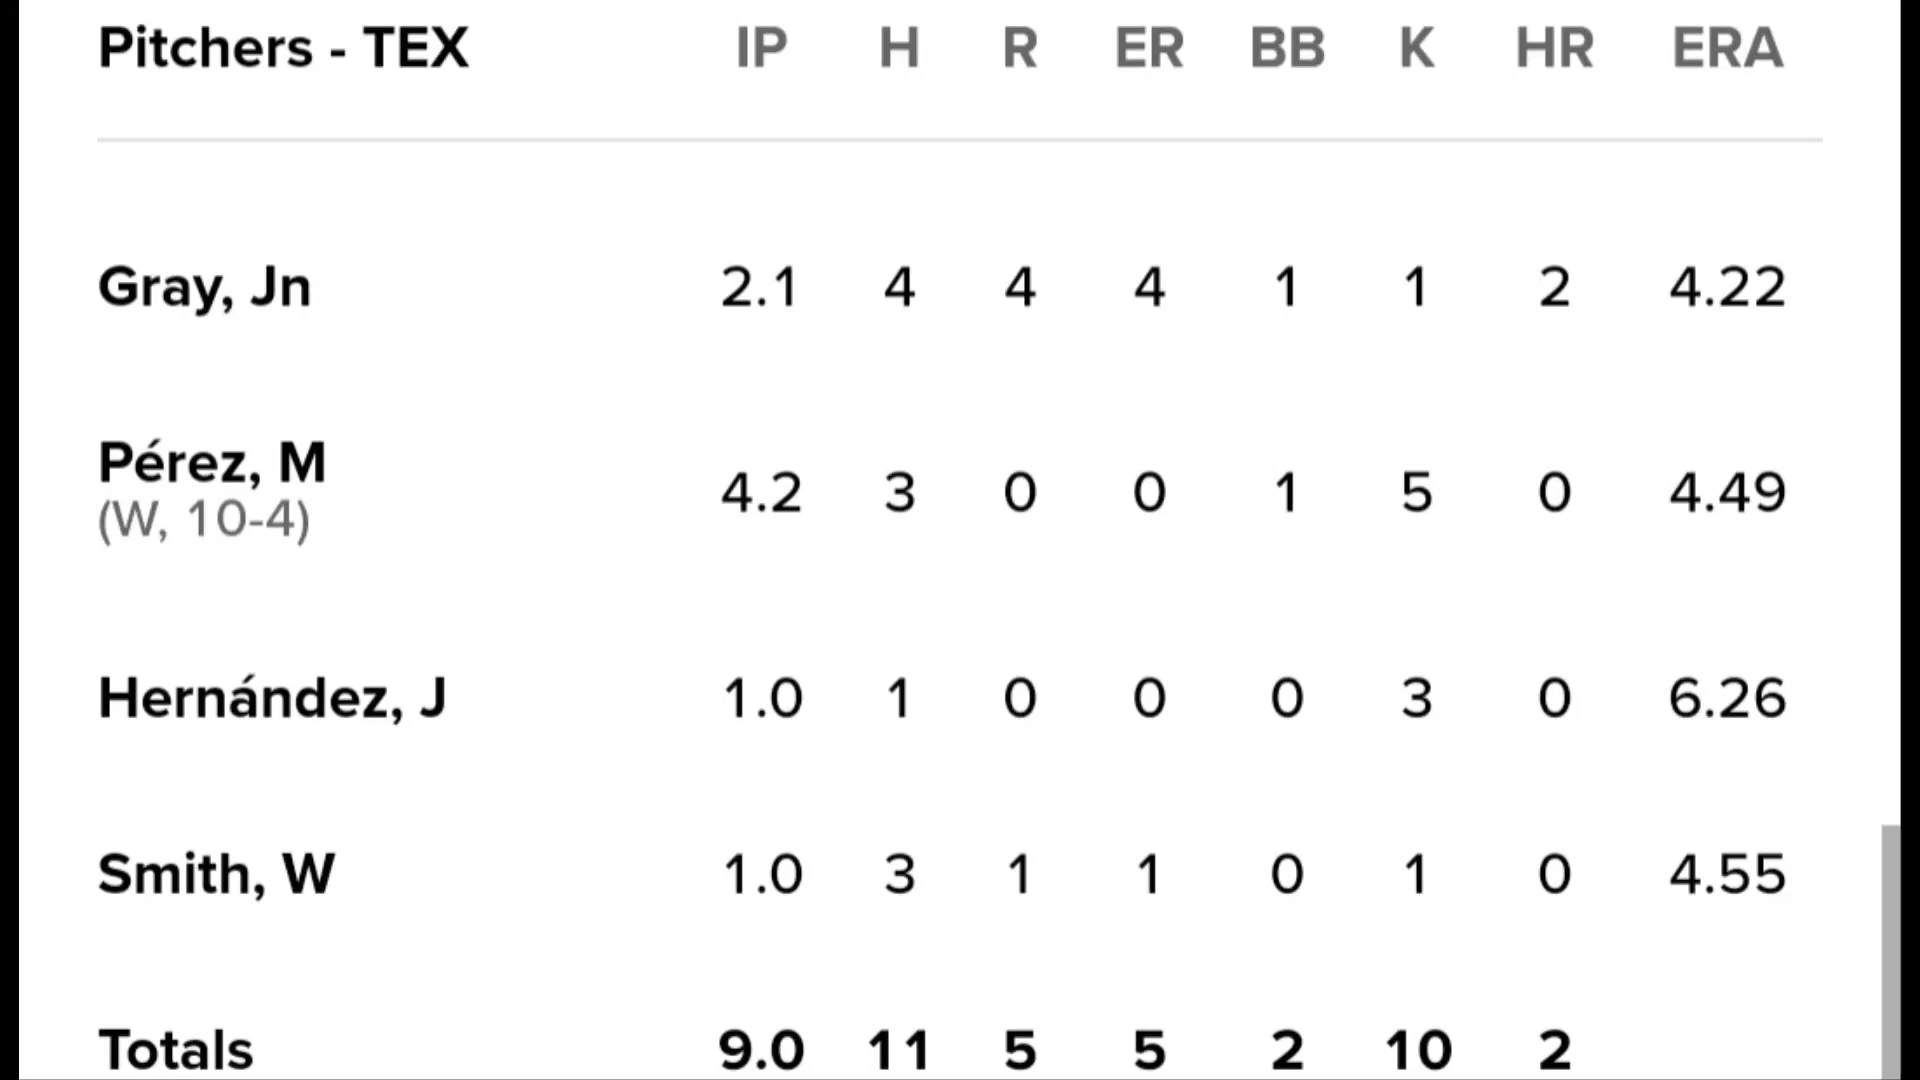 Pitchers - TEX IP H R ER BB K HR ERA
Gray, Jn 2.1 4 4 4 1 1 2 4.22
Pérez, M 4.2 3 0 0 1 5 0 4.49
(W, 10-4)
Hernández, J 1.0 1 0 0 0 3 0 6.26
Smith, W 1.0 3 1 1 0 1 0 4.55
Totals 9.0 11 5 5 2 10 2